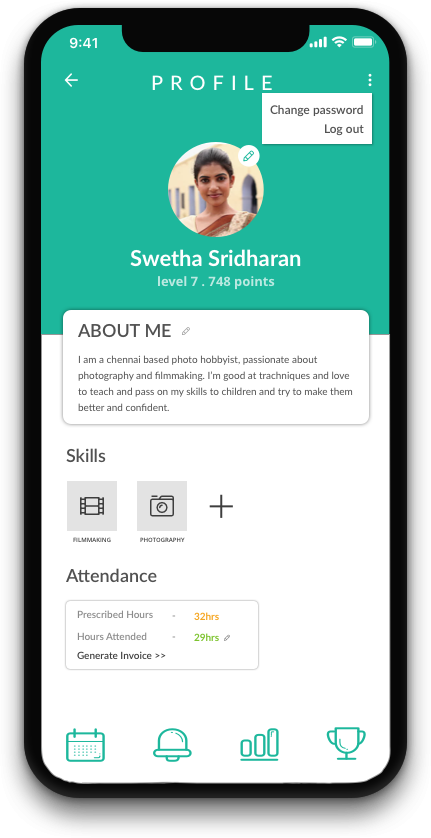 9:41
PROFILE
Change password
Log out
Swetha Sridharan
level 7 . 748 points
ABOUT ME
I am a chennai based photo hobbyist, passionate about
photography and filmmaking. I'm good at trachniques and love
to teach and pass on my skills to children and try to make them
better and confident.
Skills
FILMMAKING PHOTOGRAPHY
Attendance
Prescribed Hours - 32hrs
Hours Attended - 29hrs
Generate Invoice >>